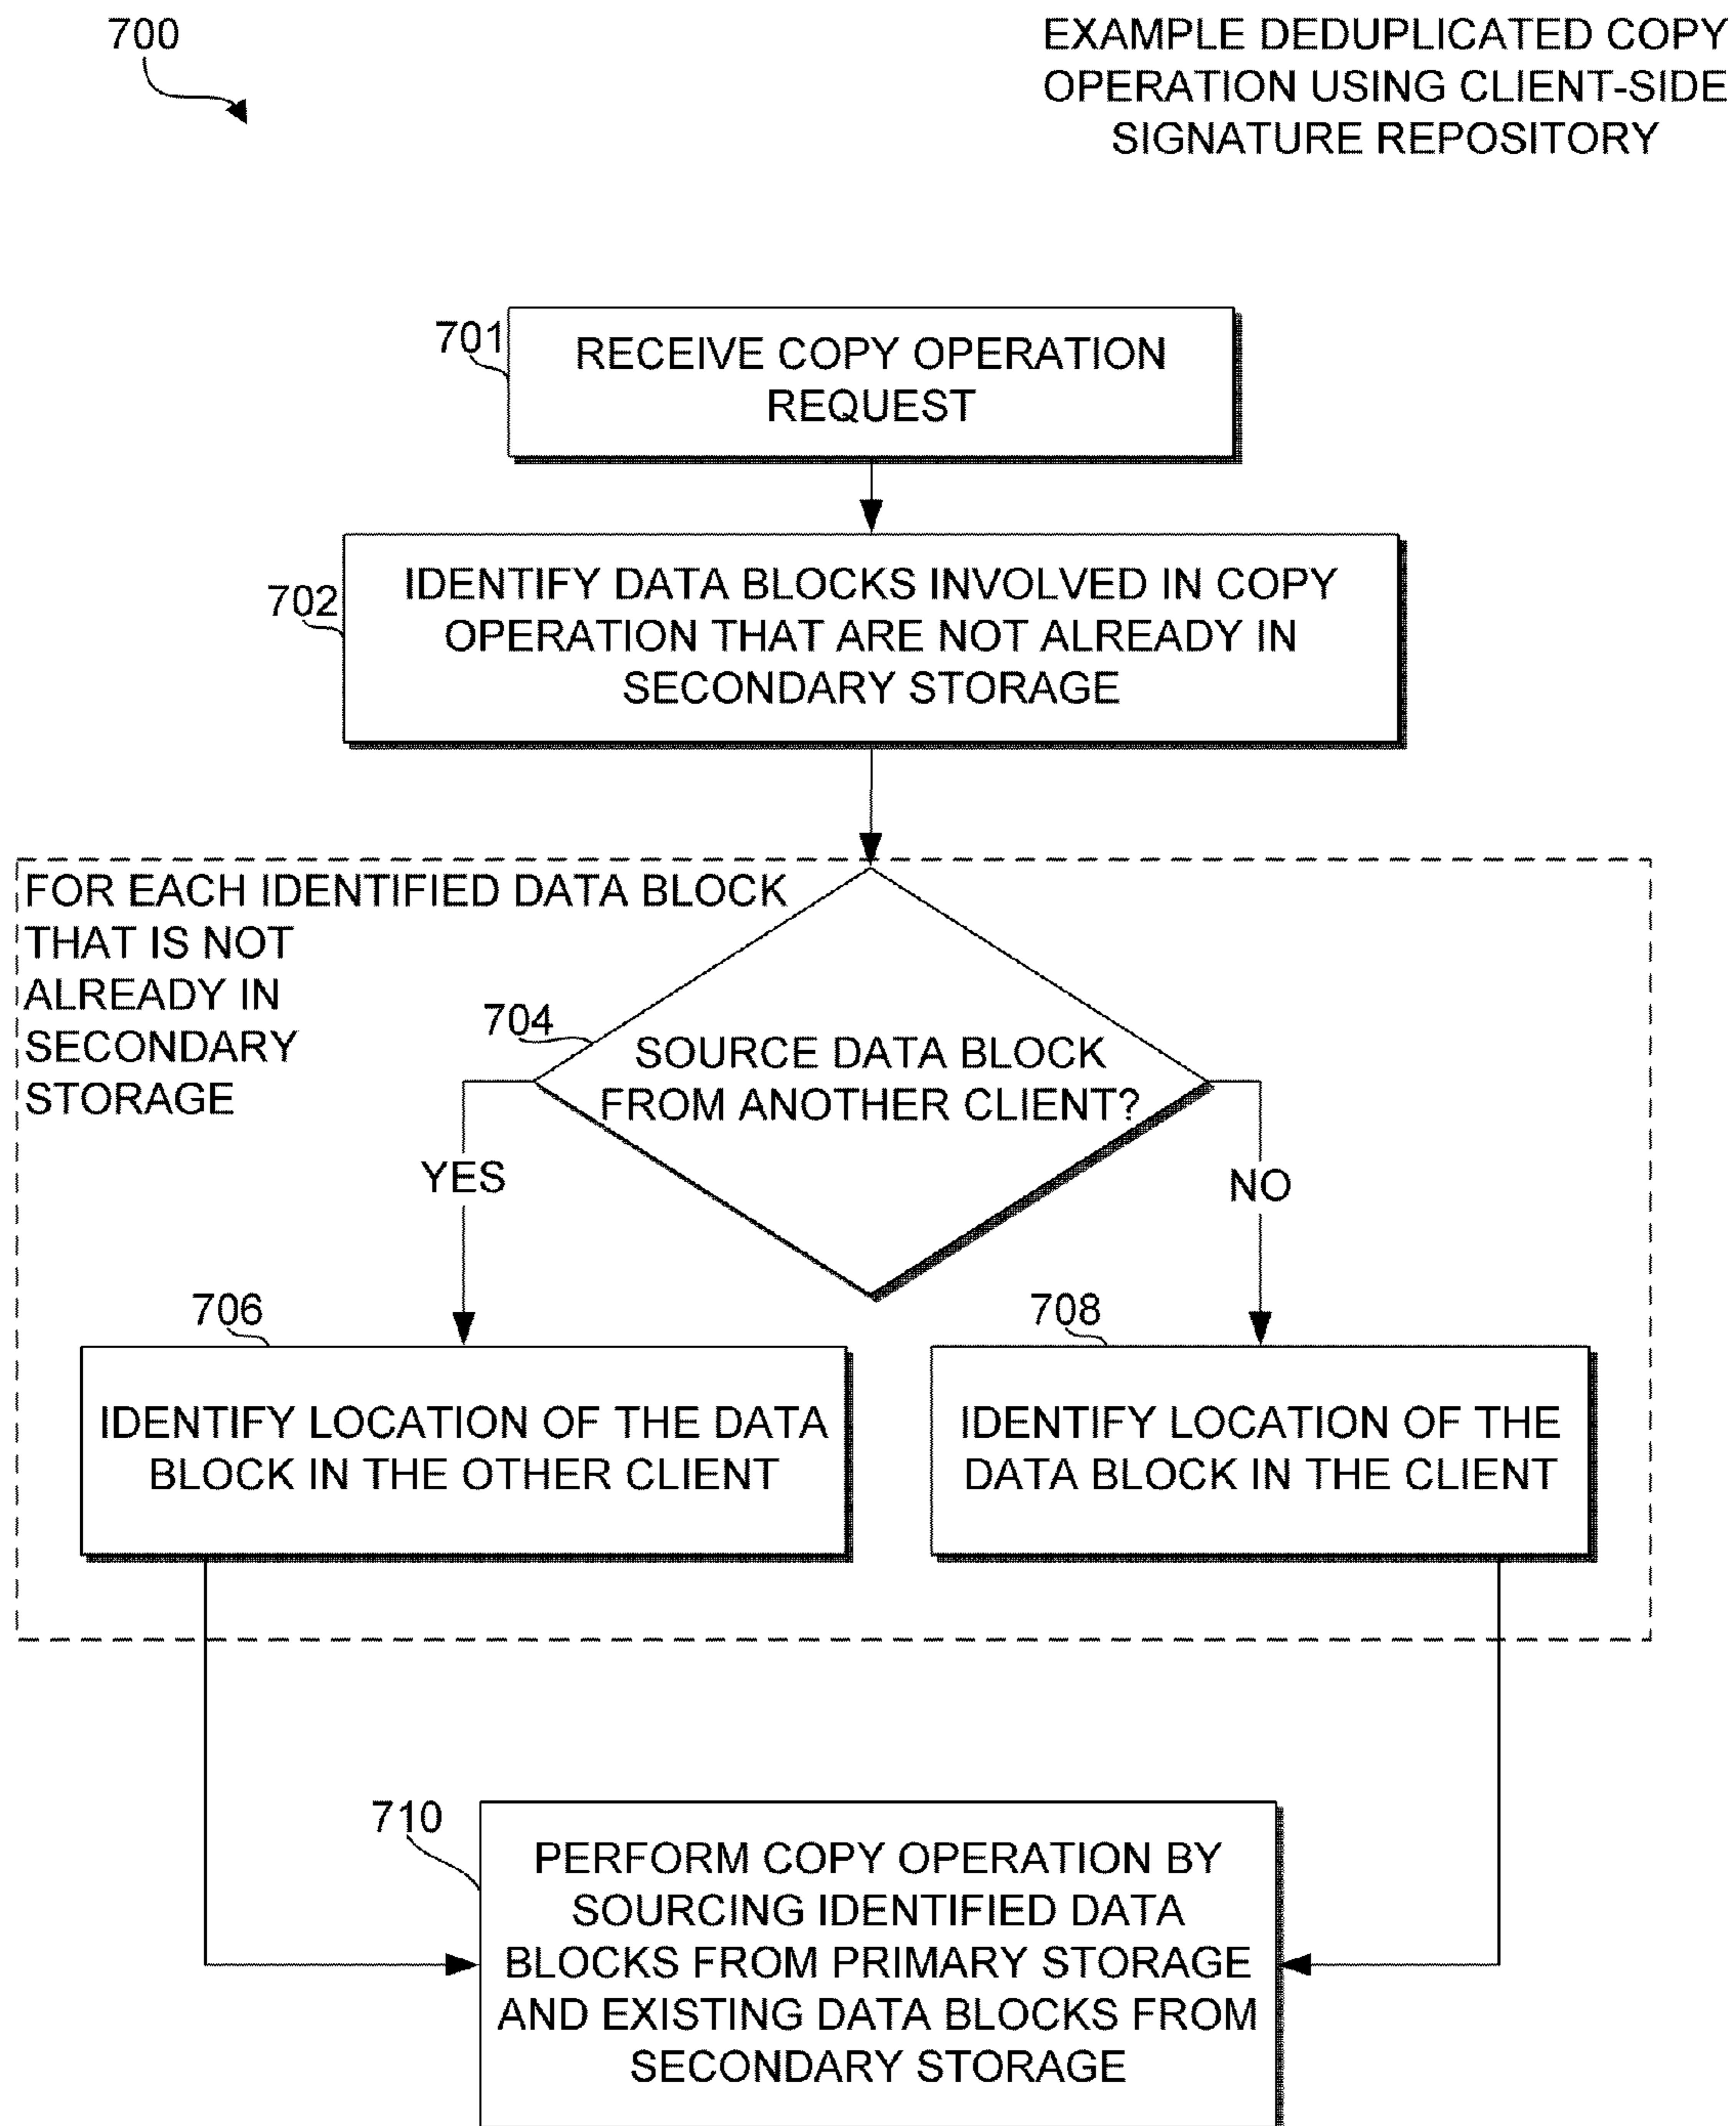 700
EXAMPLE DEDUPLICATED COPY
OPERATION USING CLIENT-SIDE
SIGNATURE REPOSITORY
701
RECEIVE COPY OPERATION
REQUEST
702
IDENTIFY DATA BLOCKS INVOLVED IN COPY
OPERATION THAT ARE NOT ALREADY IN
SECONDARY STORAGE
FOR EACH IDENTIFIED DATA BLOCK
THAT IS NOT
ALREADY IN
SECONDARY
STORAGE
704
SOURCE DATA BLOCK
FROM ANOTHER CLIENT?
YES
NO
706
IDENTIFY LOCATION OF THE DATA
BLOCK IN THE OTHER CLIENT
708
IDENTIFY LOCATION OF THE
DATA BLOCK IN THE CLIENT
710
PERFORM COPY OPERATION BY
SOURCING IDENTIFIED DATA
BLOCKS FROM PRIMARY STORAGE
AND EXISTING DATA BLOCKS FROM
SECONDARY STORAGE